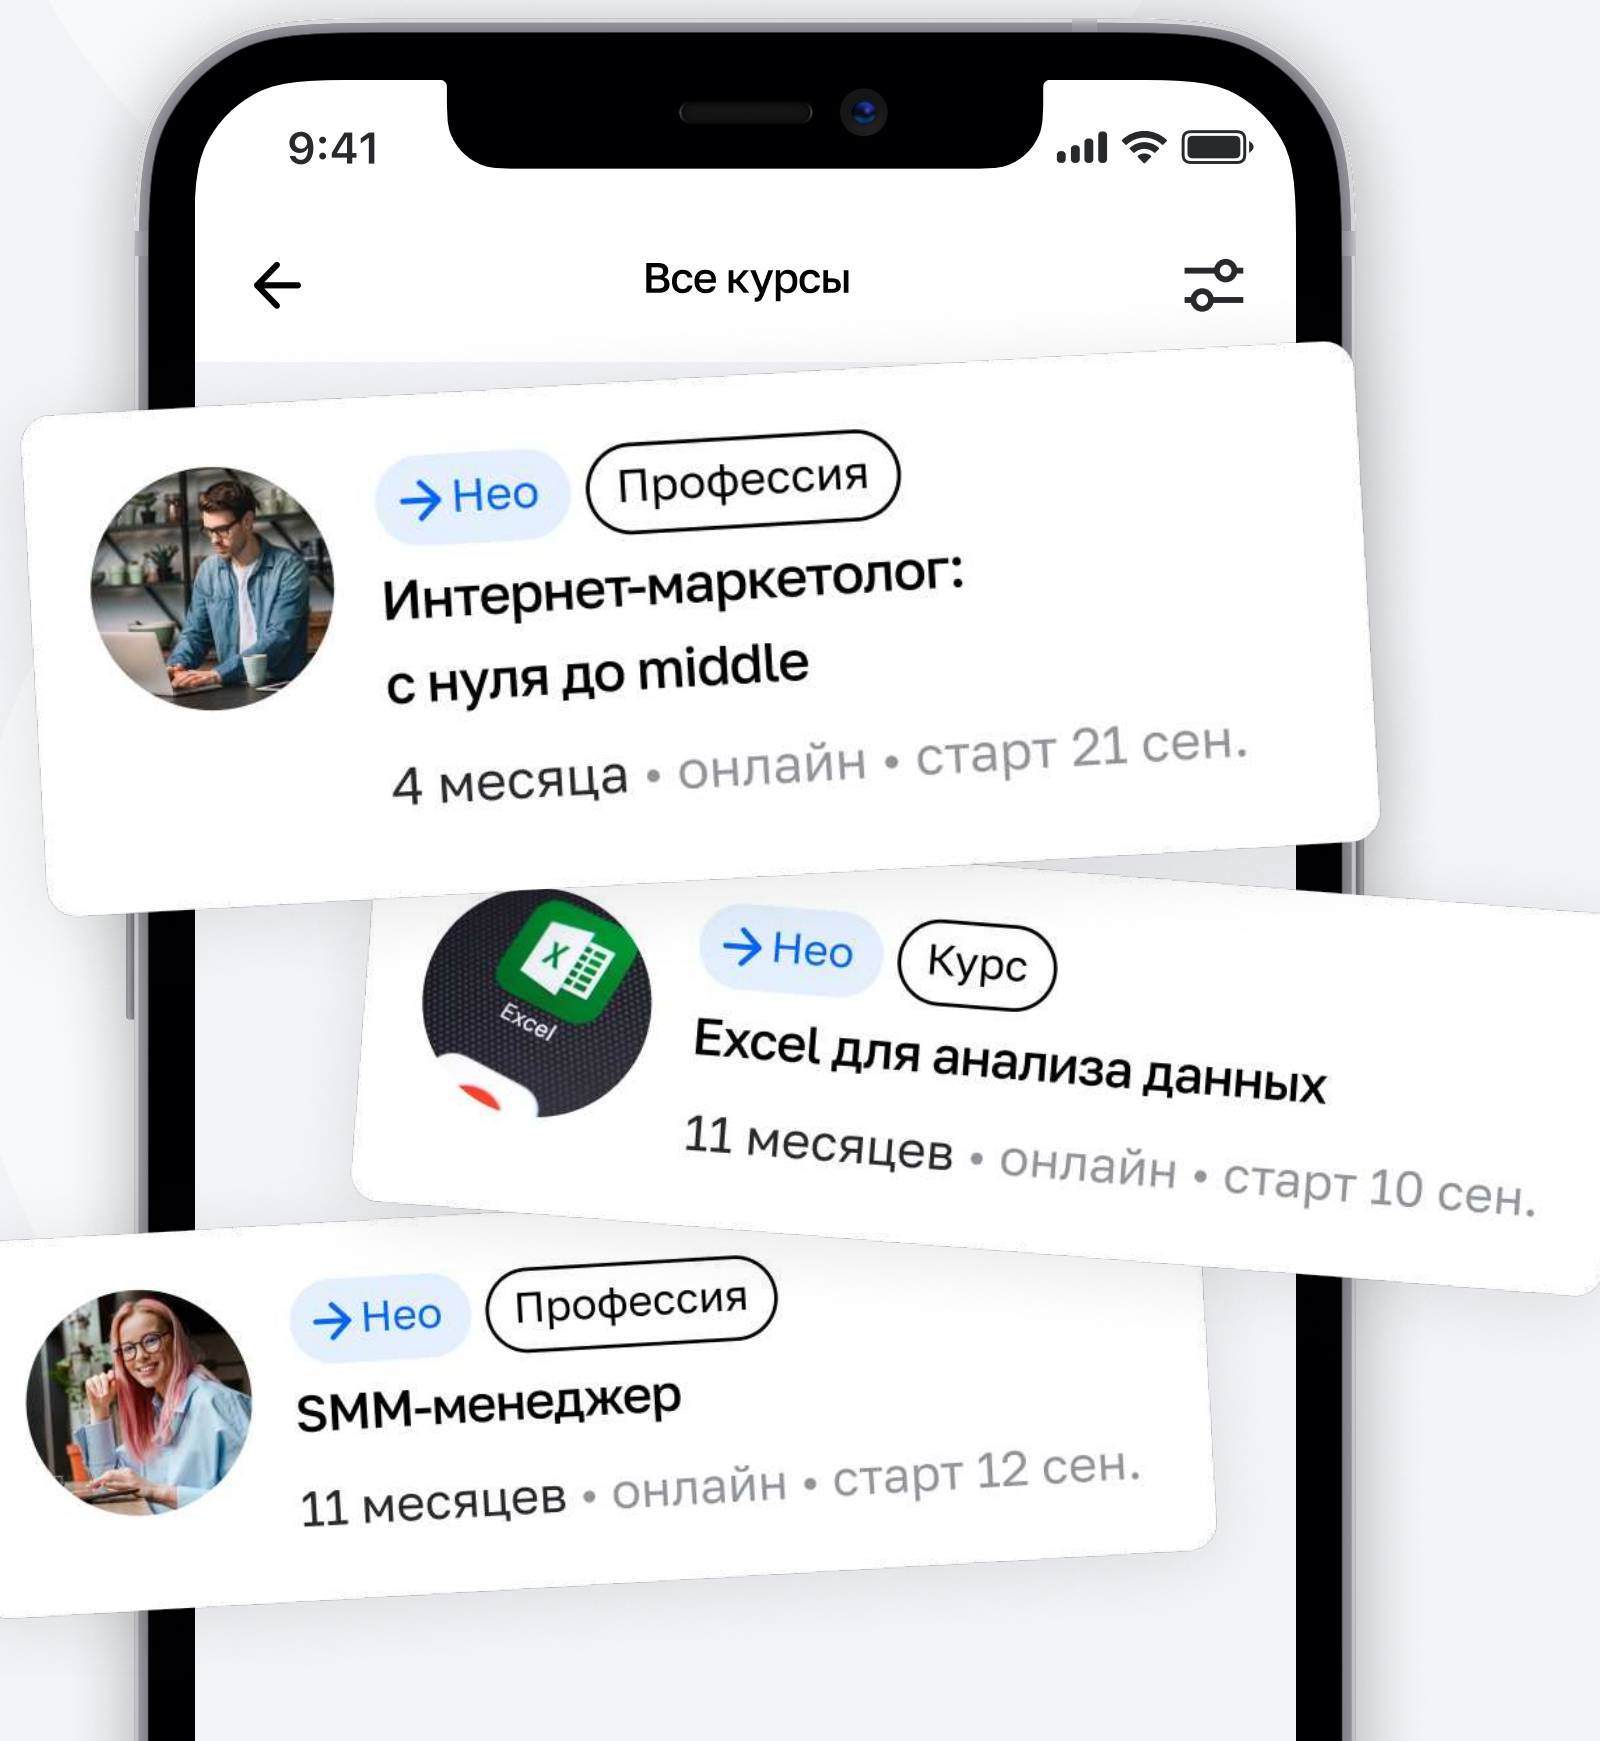 9:41
Все курсы
Нео
Профессия
Интернет-маркетолог:
с нуля до middle
4 месяца • онлайн • старт 21 сен.
Excel
Нео
Курс
Excel для анализа данных
11 месяцев • онлайн • старт 10 сен.
Нео
Профессия
SMM-менеджер
11 месяцев • онлайн • старт 12 сен.